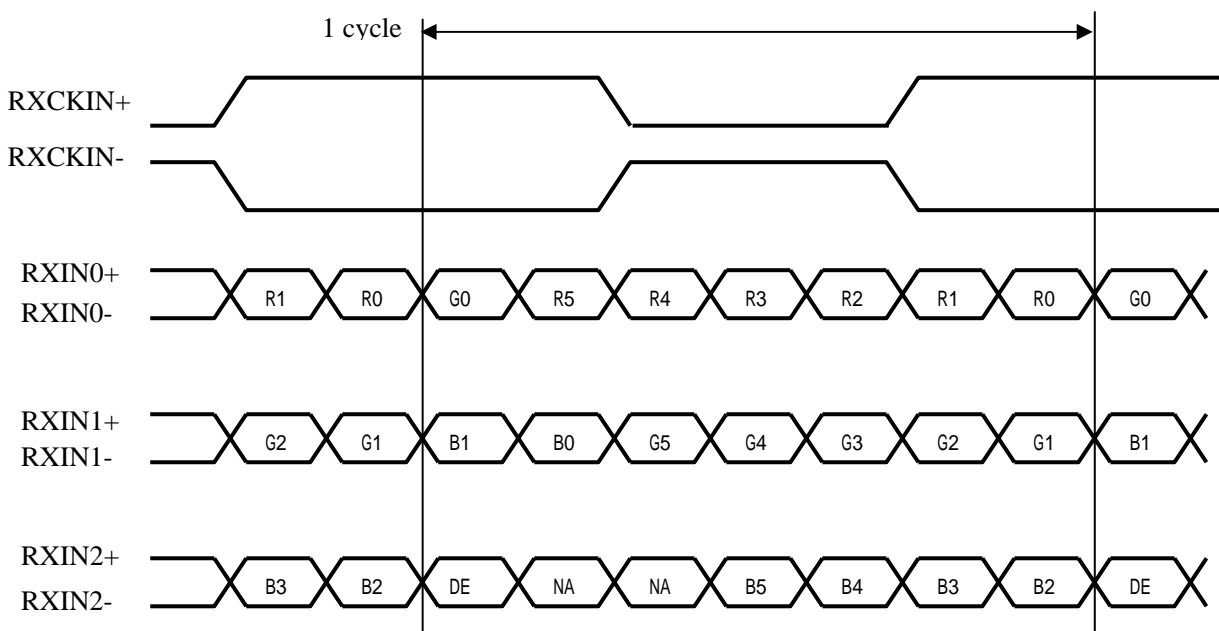 1 cycle
RXCKIN+
RXCKIN-
RXIN0+
RXIN0-
R1 R0 G0 R5 R4 R3 R2 R1 R0 G0
RXIN1+
RXIN1-
G2 G1 B1 B0 G5 G4 G3 G2 G1 B1
RXIN2+
RXIN2-
B3 B2 DE NA NA B5 B4 B3 B2 DE